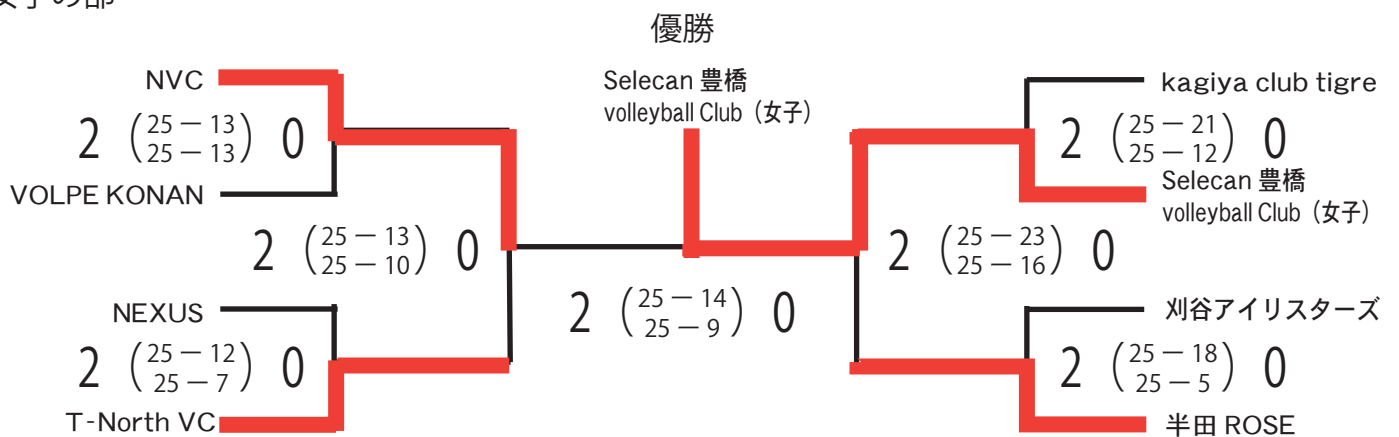 優勝
Selecan 豊橋
volleyball Club（女子）
NVC
2 (25 － 13 25 － 13) 0
VOLPE KONAN
2 (25 － 13 25 － 10) 0
NEXUS
2 (25 － 12 25 － 7) 0
T-North VC
2 (25 － 14 25 － 9) 0
kagiya club tigre
2 (25 － 21 25 － 12) 0
Selecan 豊橋
volleyball Club（女子）
2 (25 － 23 25 － 16) 0
刈谷アイリスターズ
2 (25 － 18 25 － 5) 0
半田 ROSE